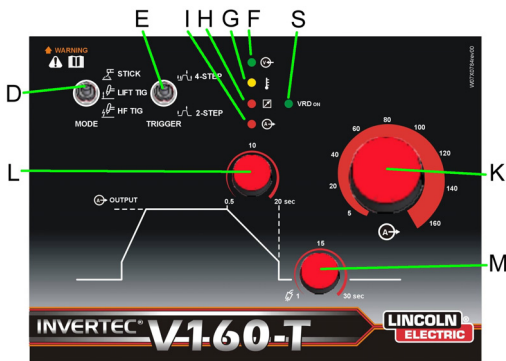 E I H G F S
WARNING
D
STICK
LIFT TIG
HF TIG
MODE
4-STEP
2-STEP
TRIGGER
VRD ON
W07X0784rev00
L
10
0.5
20 sec
K
5
20
40
60
80
100
120
140
160
A
A OUTPUT
M
15
1
30 sec
INVERTEC® V160-T
LINCOLN®
ELECTRIC